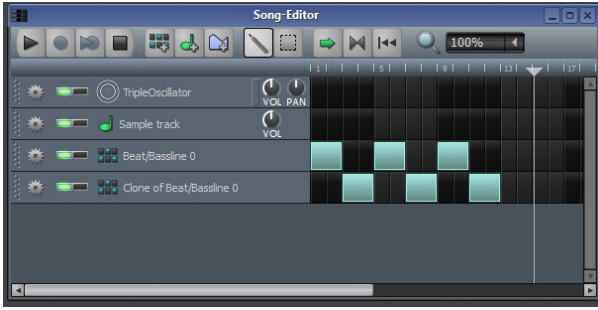 Song-Editor
100%
1 5 9 13 17
TripleOscillator
VOL PAN
Sample track
VOL
Beat/Bassline 0
Clone of Beat/Bassline 0